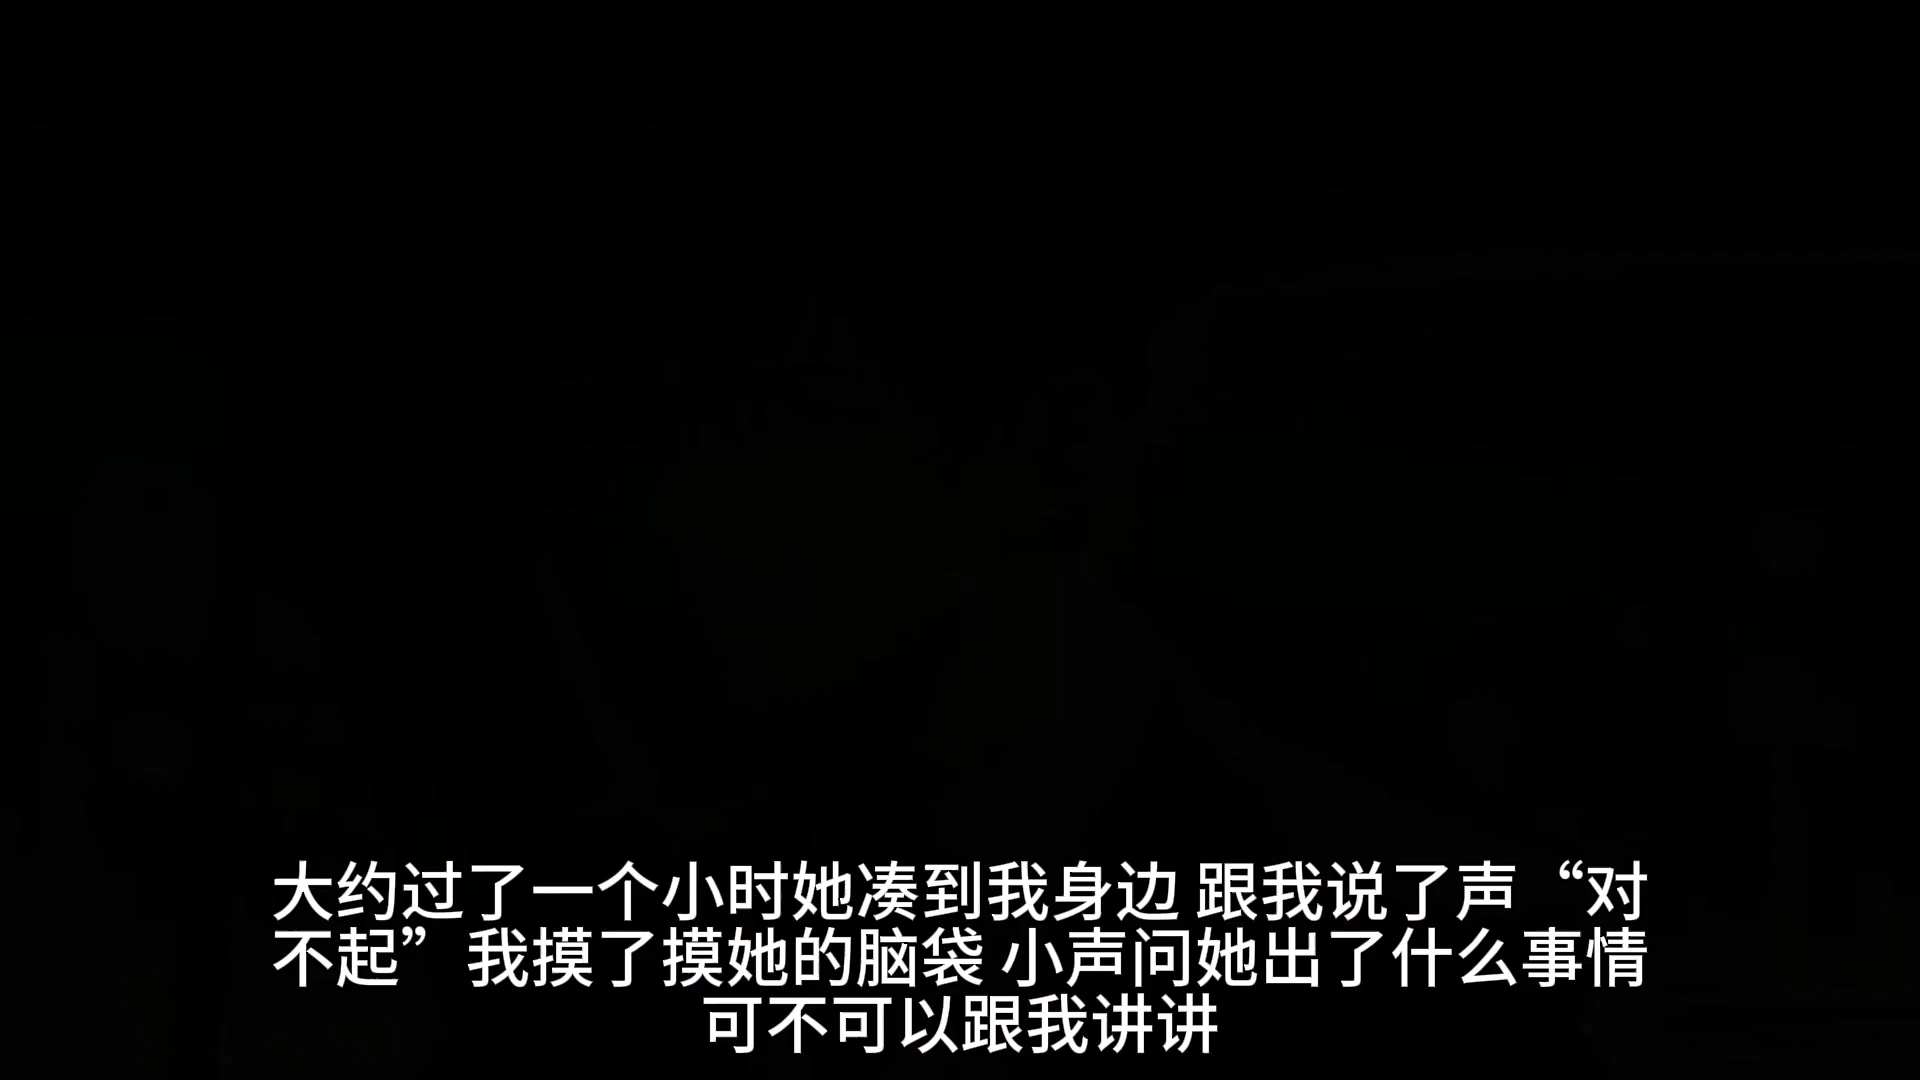 大约过了一个小时她凑到我身边 跟我说了声“对
不起”我摸了摸她的脑袋 小声问她出了什么事情
可不可以跟我讲讲